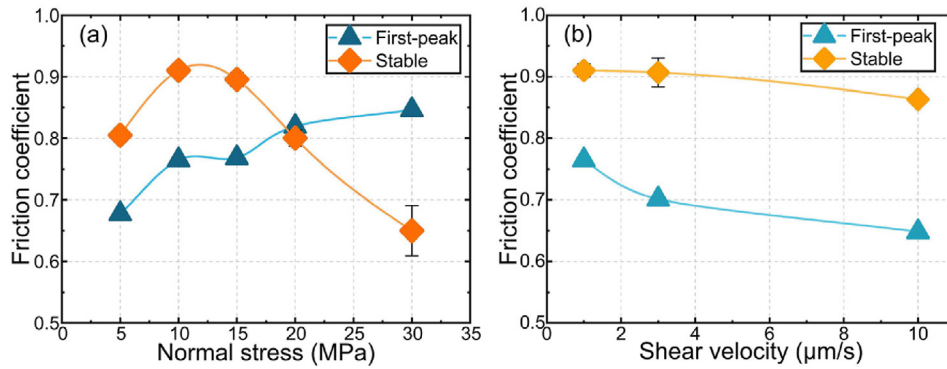 (a)
First-peak
Stable
Friction coefficient
1.0
0.9
0.8
0.7
0.6
0.5
0 5 10 15 20 25 30 35
Normal stress (MPa)
(b)
First-peak
Stable
Friction coefficient
1.0
0.9
0.8
0.7
0.6
0.5
0 2 4 6 8 10
Shear velocity (μm/s)